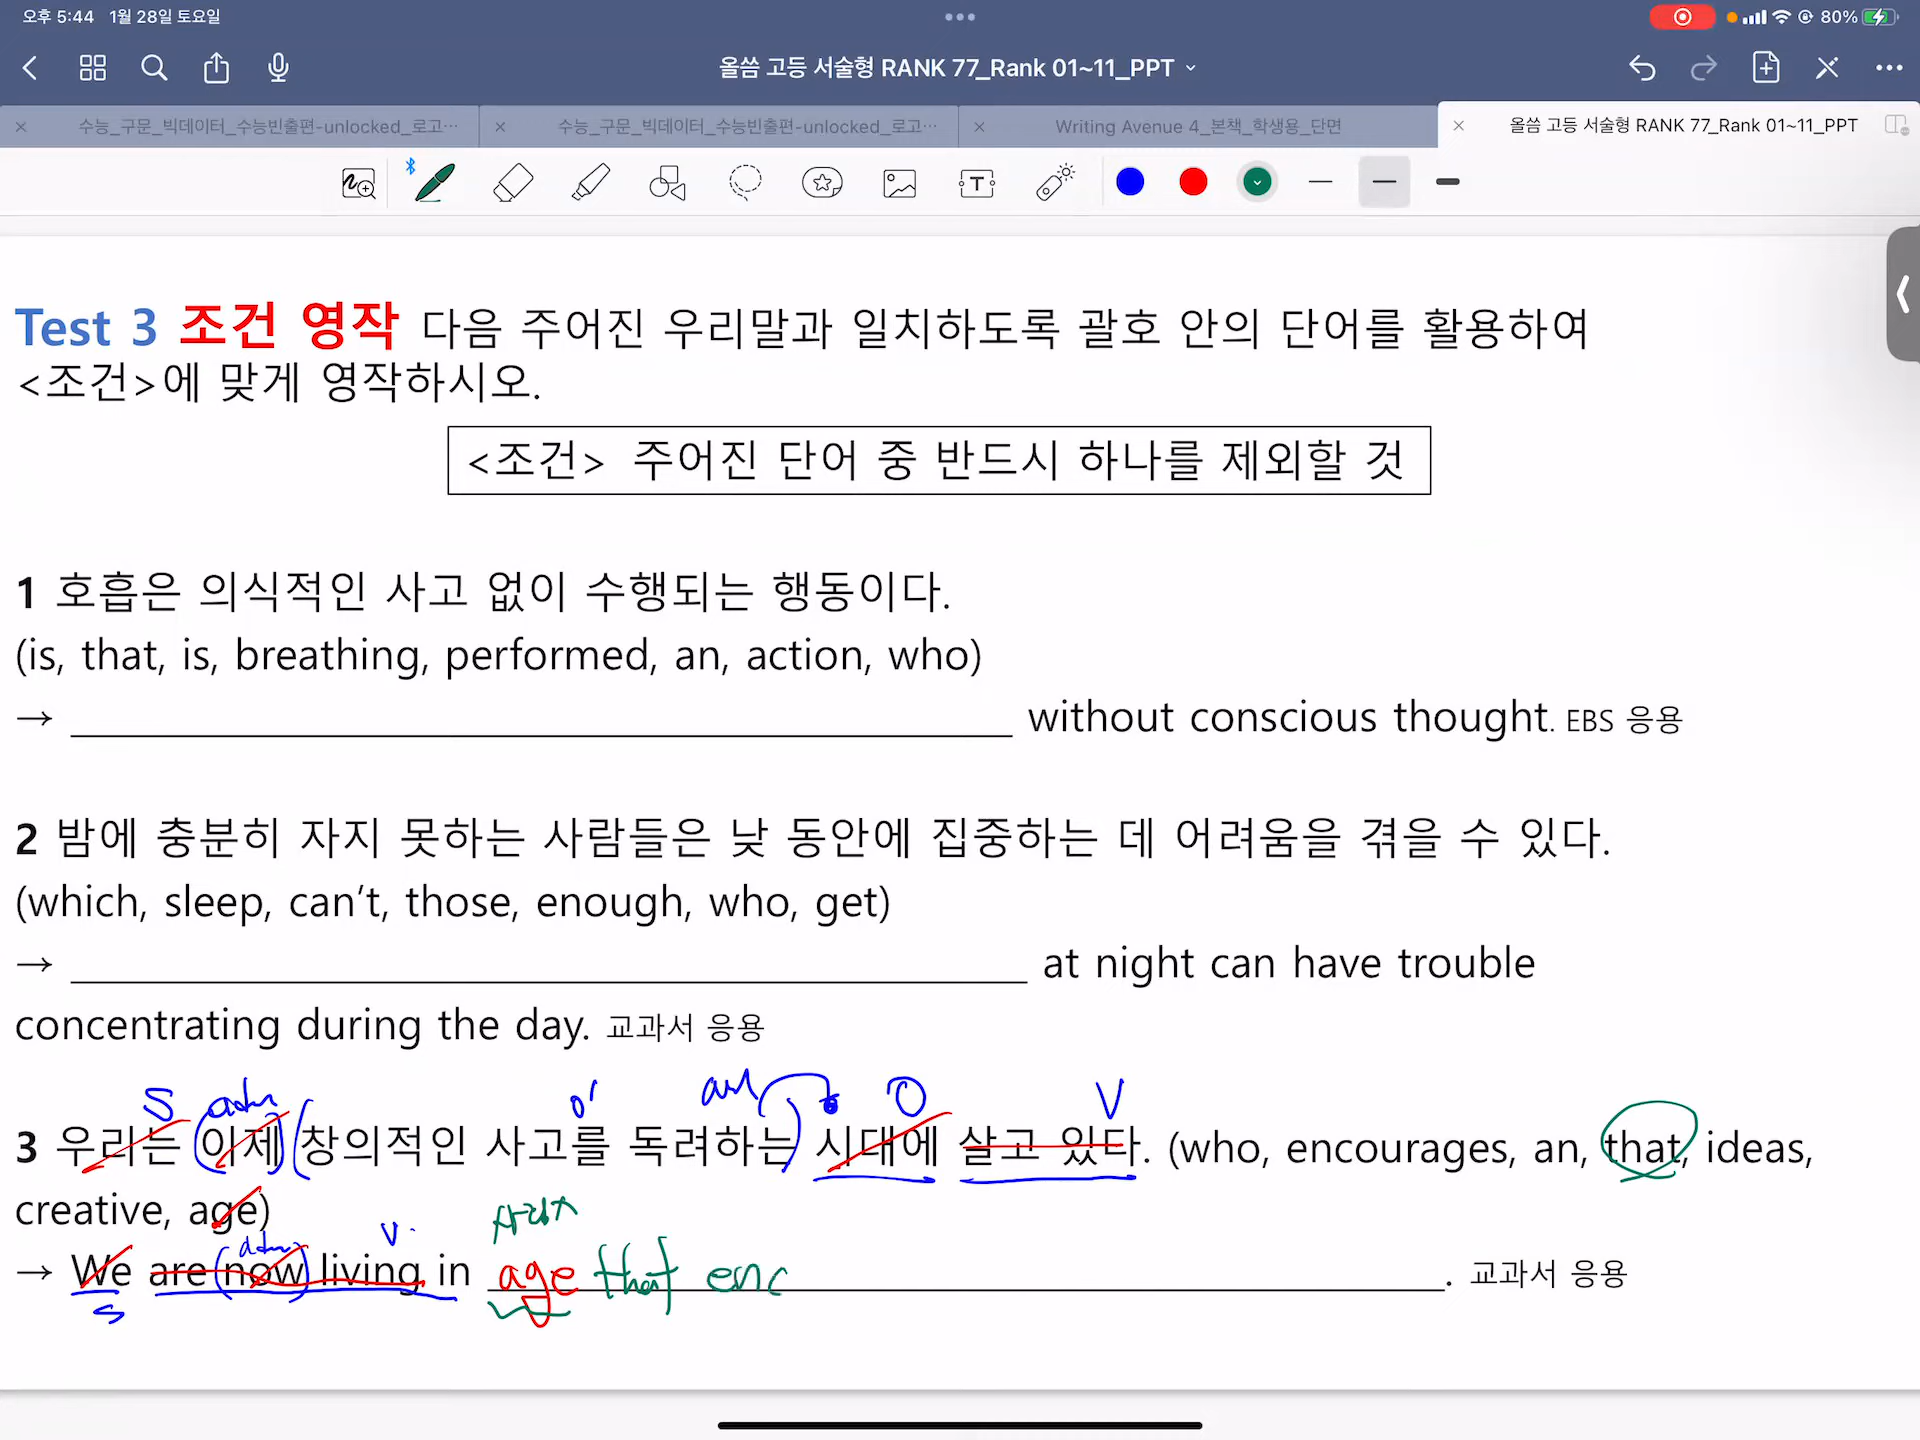 오후 5:44 1월 28일 토요일 80%
올씀 고등 서술형 RANK 77_Rank 01~11_PPT
수능_구문_빅데이터_수능빈출편-unlocked_로고… 수능_구문_빅데이터_수능빈출편-unlocked_로고… Writing Avenue 4_본책_학생용_단면 올씀 고등 서술형 RANK 77_Rank 01~11_PPT
Test 3 조건 영작 다음 주어진 우리말과 일치하도록 괄호 안의 단어를 활용하여
<조건>에 맞게 영작하시오.
<조건> 주어진 단어 중 반드시 하나를 제외할 것
1 호흡은 의식적인 사고 없이 수행되는 행동이다.
(is, that, is, breathing, performed, an, action, who)
→ without conscious thought. EBS 응용
2 밤에 충분히 자지 못하는 사람들은 낮 동안에 집중하는 데 어려움을 겪을 수 있다.
(which, sleep, can't, those, enough, who, get)
→ at night can have trouble
concentrating during the day. 교과서 응용
S O' O V
3 우리는 이제 창의적인 사고를 독려하는 시대에 살고 있다. (who, encourages, an, that, ideas,
creative, age)
V
→ We are now living in age that enc . 교과서 응용
S